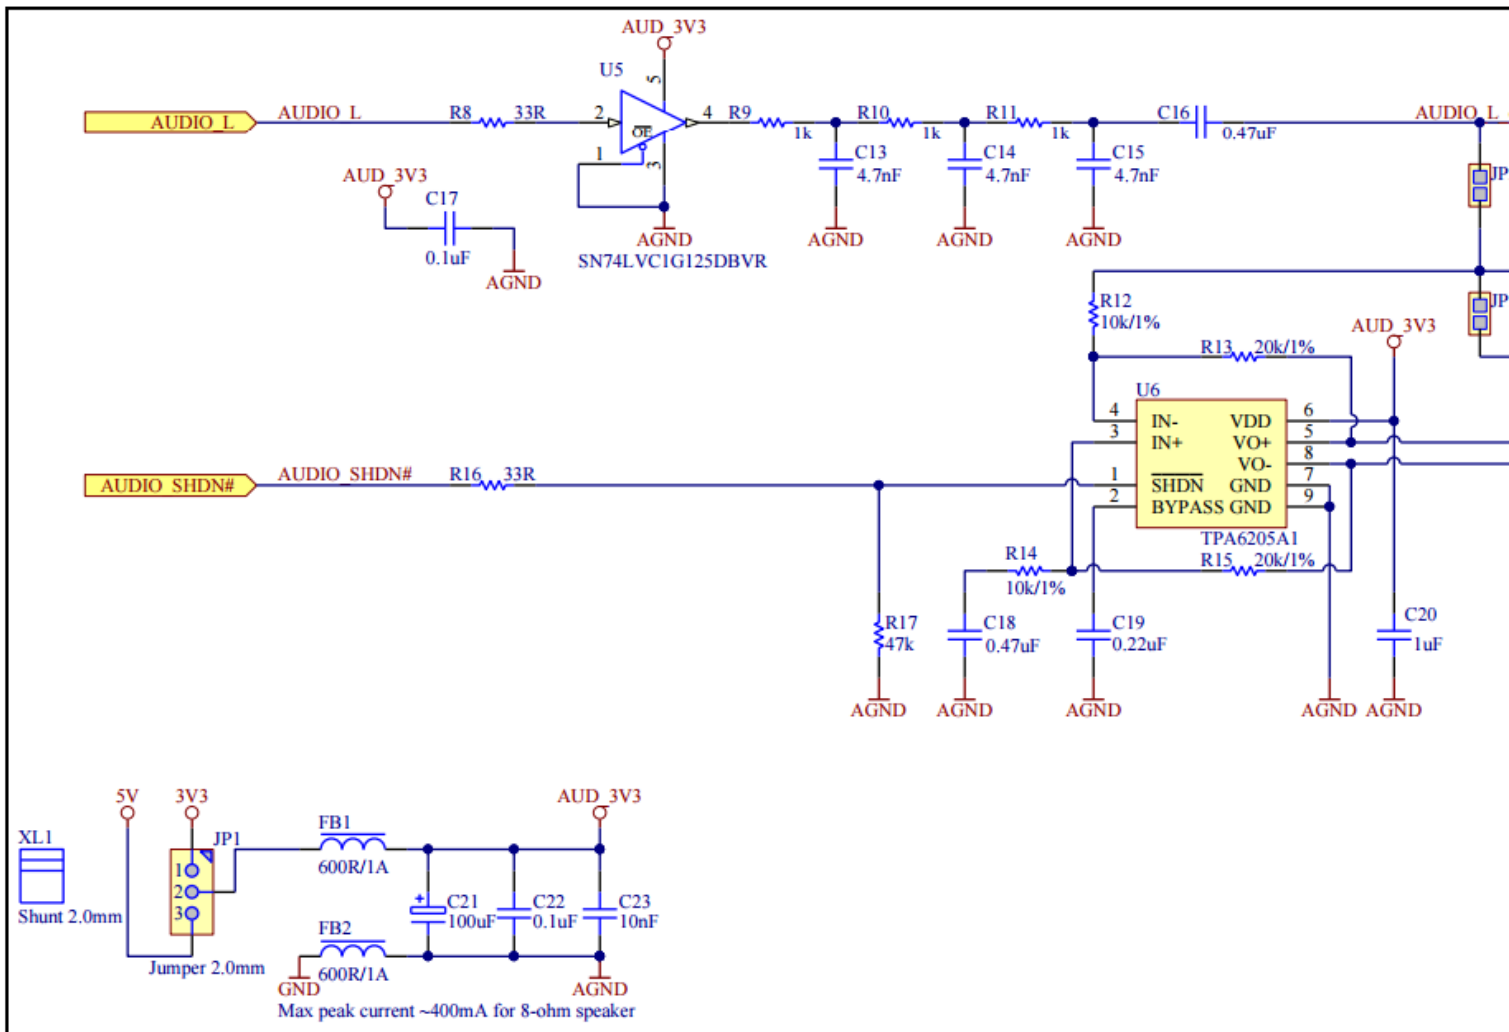 AUD_3V3
U5
5
AUDIO_L
AUDIO_L
R8
33R
2
OE
4
R9
1k
R10
1k
R11
1k
C16
0.47uF
AUDIO_L
1
3
C13
4.7nF
C14
4.7nF
C15
4.7nF
JP
AUD_3V3
C17
0.1uF
AGND
AGND
AGND
AGND
AGND
SN74LVC1G125DBVR
R12
10k/1%
JP
AUD_3V3
R13
20k/1%
U6
4
IN-
VDD
6
3
IN+
VO+
5
VO-
8
AUDIO_SHDN#
AUDIO_SHDN#
R16
33R
1
SHDN
GND
7
2
BYPASS
GND
9
TPA6205A1
R14
10k/1%
R15
20k/1%
R17
47k
C18
0.47uF
C19
0.22uF
C20
1uF
AGND
AGND
AGND
AGND
AGND
5V
3V3
AUD_3V3
XL1
Shunt 2.0mm
JP1
1
2
3
Jumper 2.0mm
FB1
600R/1A
C21
+
100uF
C22
0.1uF
C23
10nF
FB2
600R/1A
GND
AGND
Max peak current ~400mA for 8-ohm speaker